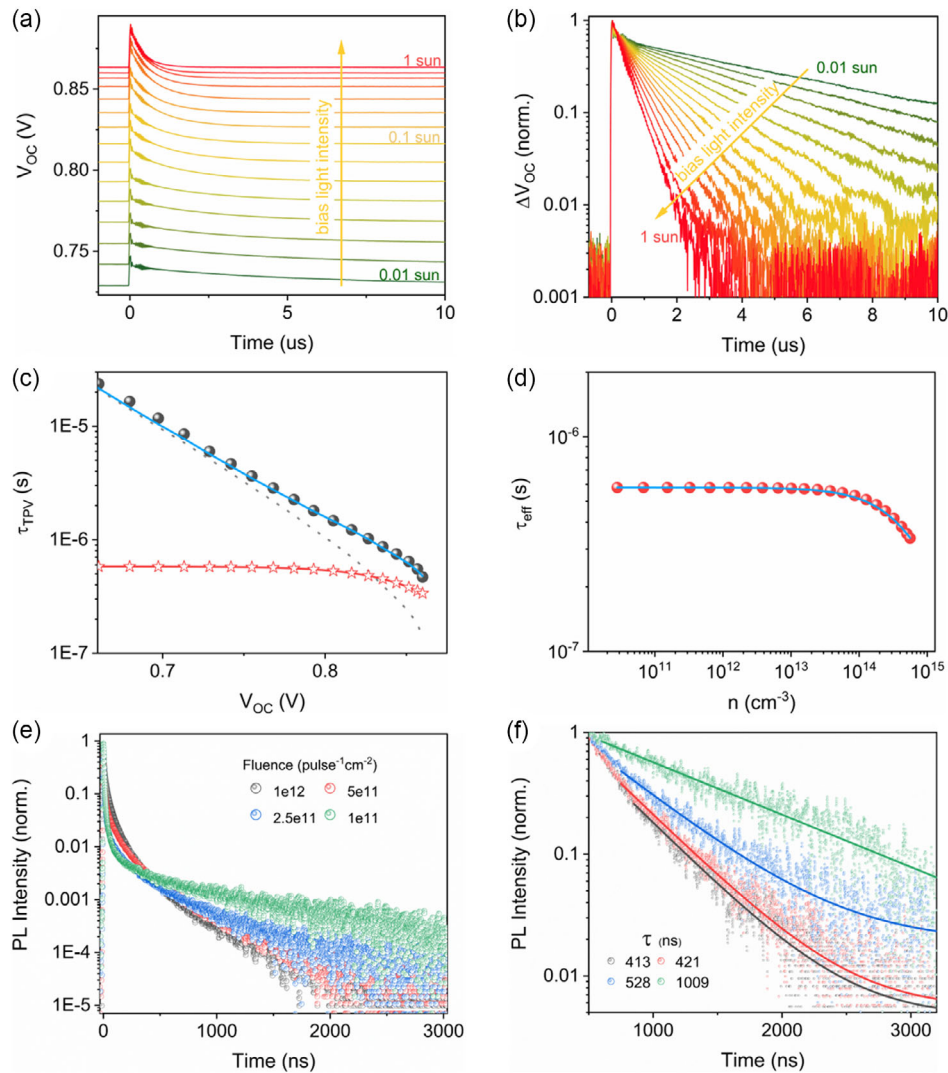 (a)
V_OC (V)
0.85
0.80
0.75
1 sun
0.1 sun
0.01 sun
bias light intensity
0
5
10
Time (us)
(b)
ΔV_OC (norm.)
1
0.1
0.01
0.001
0.01 sun
bias light intensity
1 sun
0
2
4
6
8
10
Time (us)
(c)
τ_TPV (s)
1E-5
1E-6
1E-7
0.7
0.8
V_OC (V)
(d)
τ_eff (s)
10⁻⁶
10⁻⁷
10¹¹
10¹²
10¹³
10¹⁴
10¹⁵
n (cm⁻³)
(e)
PL Intensity (norm.)
1
0.1
0.01
0.001
1E-4
1E-5
Fluence (pulse⁻¹cm⁻²)
1e12 5e11
2.5e11 1e11
0
1000
2000
3000
Time (ns)
(f)
PL Intensity (norm.)
1
0.1
0.01
τ (ns)
413 421
528 1009
1000
2000
3000
Time (ns)